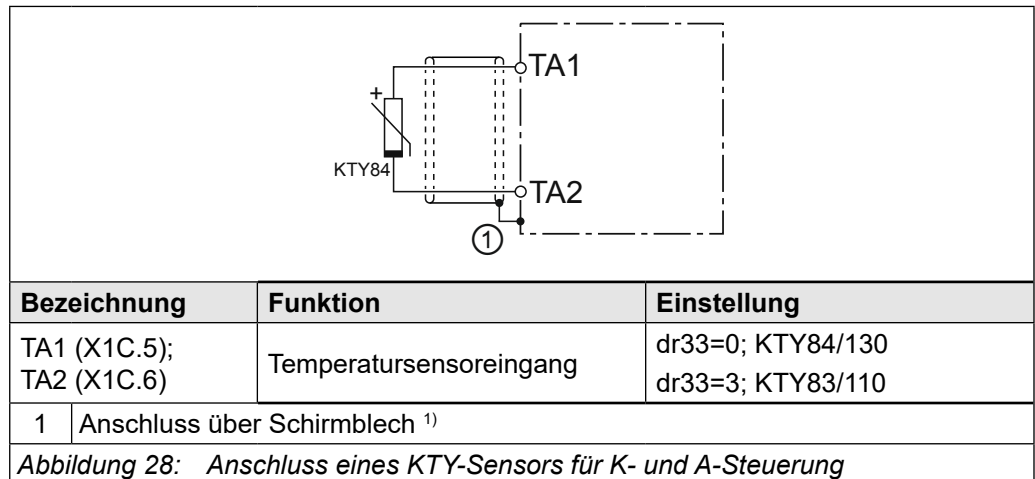 TA1
+
KTY84
TA2
1
Bezeichnung Funktion Einstellung
TA1 (X1C.5);
TA2 (X1C.6)
Temperatursensoreingang
dr33=0; KTY84/130
dr33=3; KTY83/110
1 Anschluss über Schirmblech 1)
Abbildung 28: Anschluss eines KTY-Sensors für K- und A-Steuerung